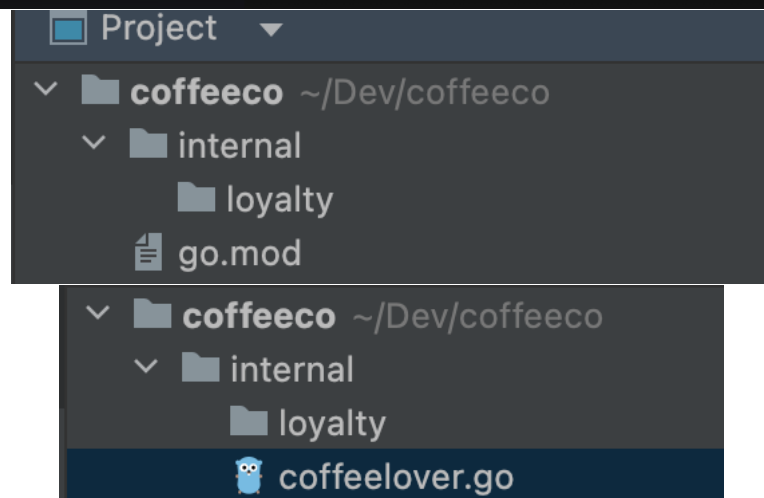 Project
coffeeco ~/Dev/coffeeco
internal
loyalty
go.mod
coffeeco ~/Dev/coffeeco
internal
loyalty
coffeelover.go